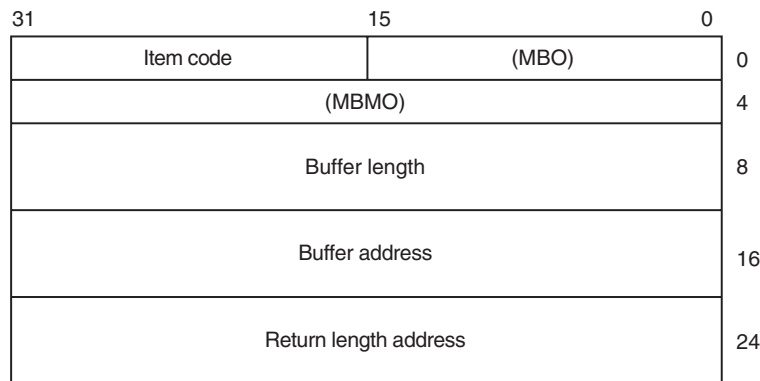 31 15 0
Item code (MBO) 0
(MBMO) 4
Buffer length 8
Buffer address 16
Return length address 24